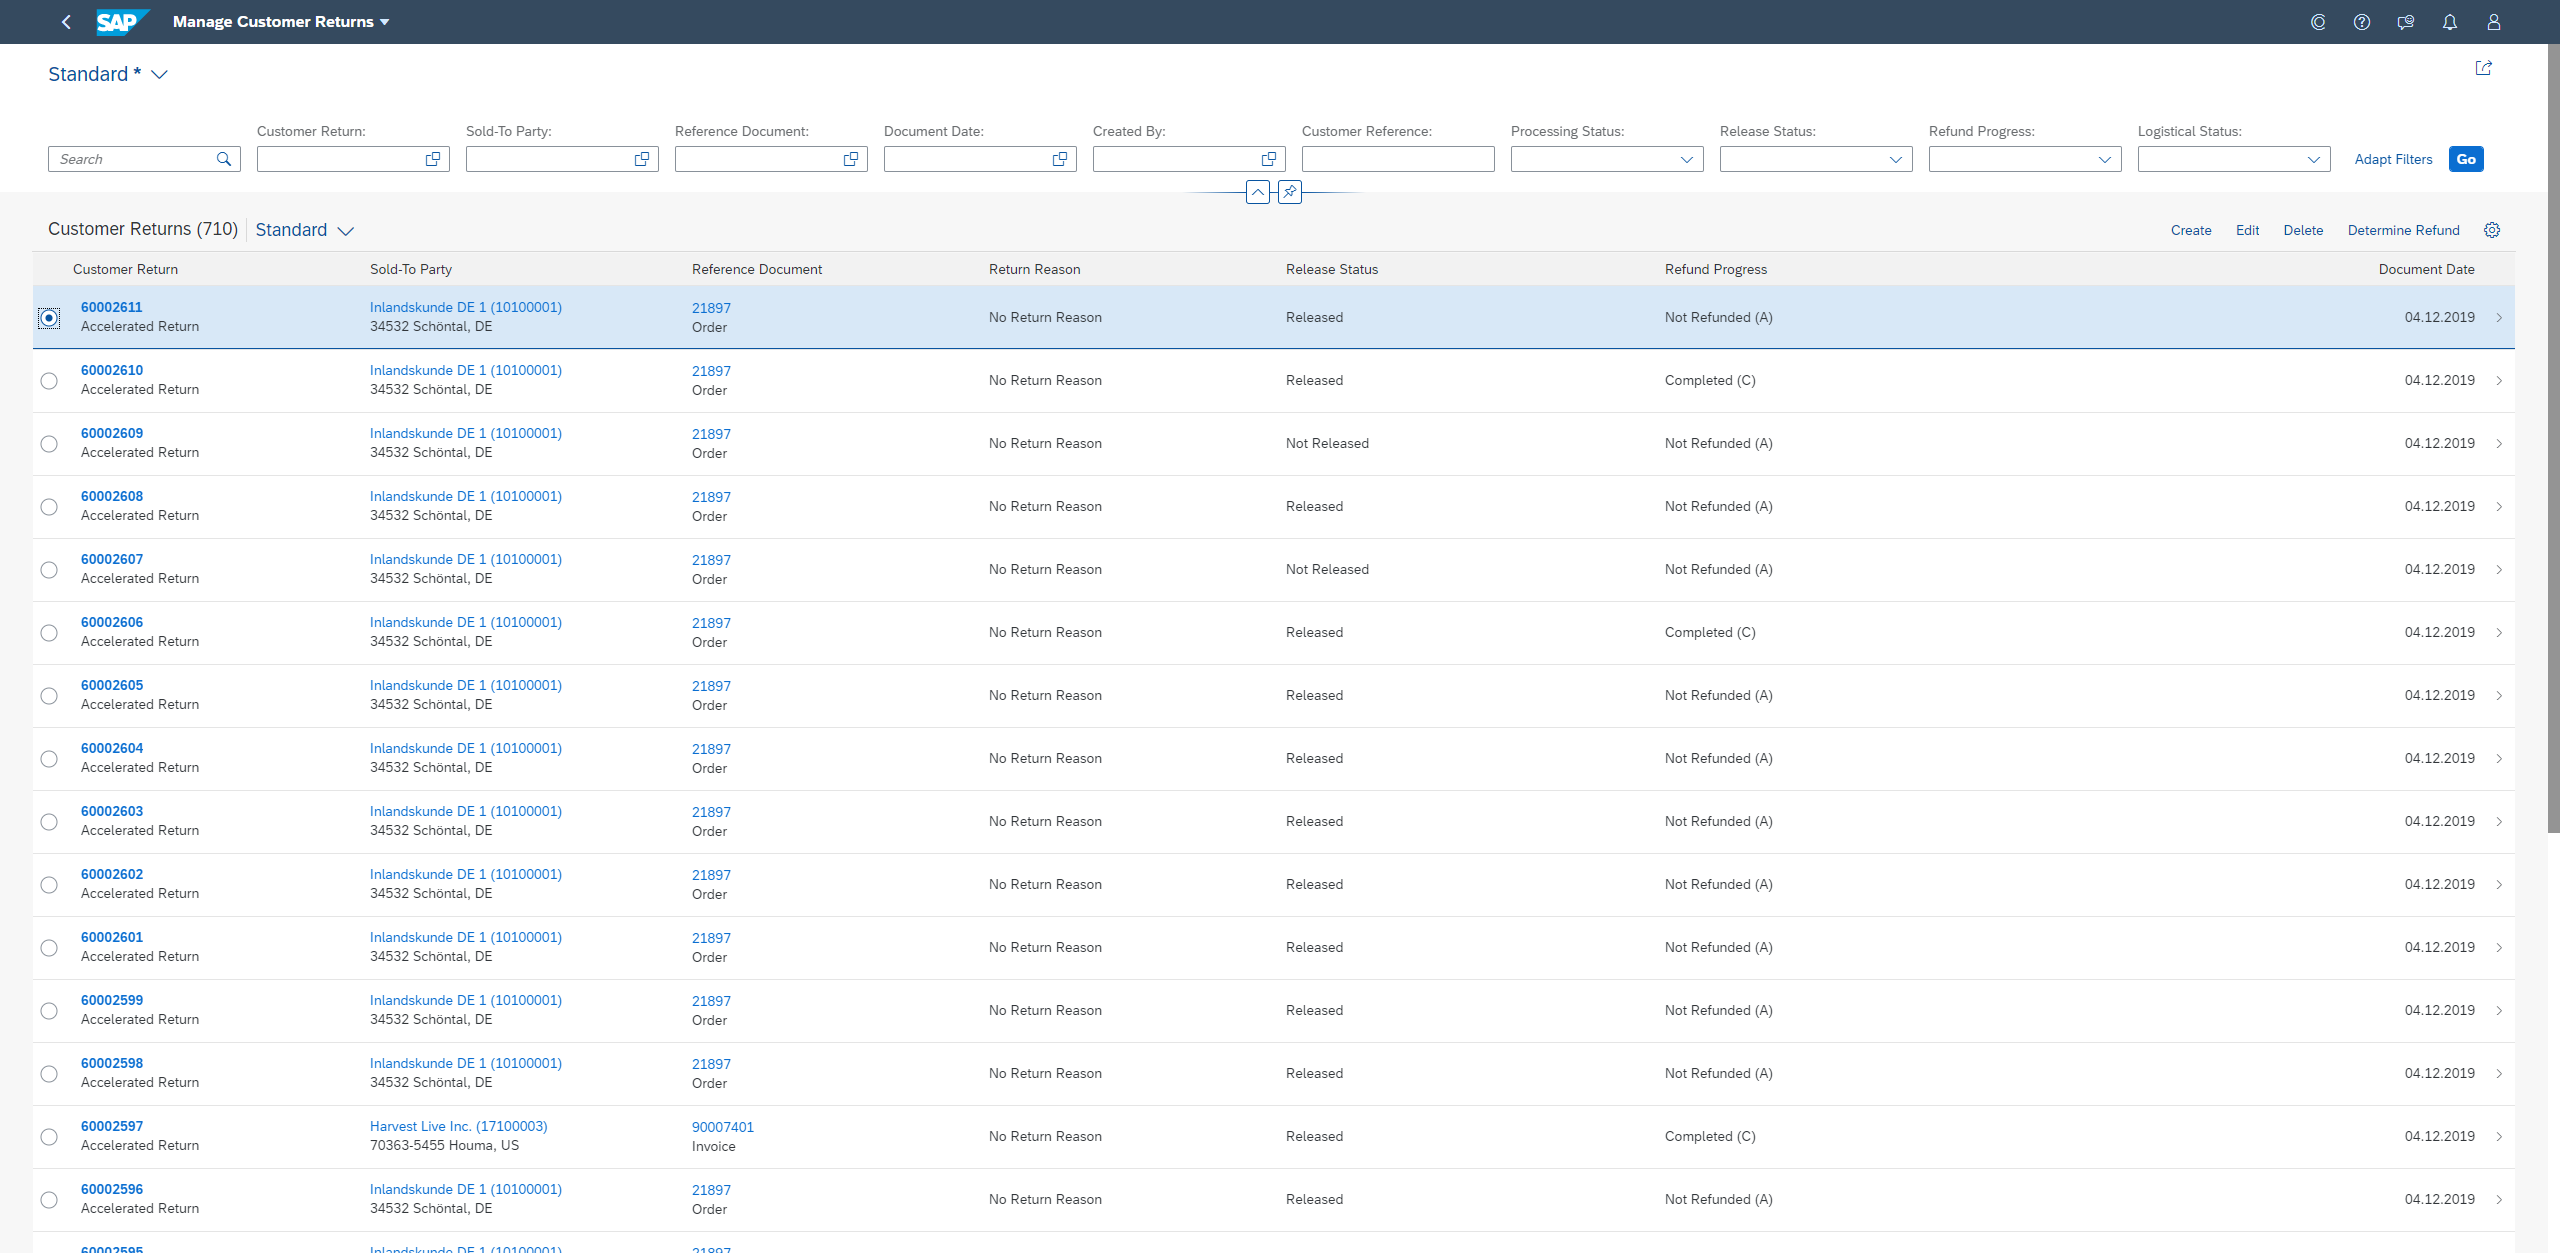 SAP Manage Customer Returns
Standard *
Search
Customer Return:
Sold-To Party:
Reference Document:
Document Date:
Created By:
Customer Reference:
Processing Status:
Release Status:
Refund Progress:
Logistical Status:
Adapt Filters Go
Customer Returns (710) Standard Create Edit Delete Determine Refund
Customer Return Sold-To Party Reference Document Return Reason Release Status Refund Progress Document Date
60002611 Inlandskunde DE 1 (10100001) 21897
No Return Reason Released Not Refunded (A) 04.12.2019
Accelerated Return 34532 Schöntal, DE Order
60002610 Inlandskunde DE 1 (10100001) 21897
No Return Reason Released Completed (C) 04.12.2019
Accelerated Return 34532 Schöntal, DE Order
60002609 Inlandskunde DE 1 (10100001) 21897
No Return Reason Not Released Not Refunded (A) 04.12.2019
Accelerated Return 34532 Schöntal, DE Order
60002608 Inlandskunde DE 1 (10100001) 21897
No Return Reason Released Not Refunded (A) 04.12.2019
Accelerated Return 34532 Schöntal, DE Order
60002607 Inlandskunde DE 1 (10100001) 21897
No Return Reason Not Released Not Refunded (A) 04.12.2019
Accelerated Return 34532 Schöntal, DE Order
60002606 Inlandskunde DE 1 (10100001) 21897
No Return Reason Released Completed (C) 04.12.2019
Accelerated Return 34532 Schöntal, DE Order
60002605 Inlandskunde DE 1 (10100001) 21897
No Return Reason Released Not Refunded (A) 04.12.2019
Accelerated Return 34532 Schöntal, DE Order
60002604 Inlandskunde DE 1 (10100001) 21897
No Return Reason Released Not Refunded (A) 04.12.2019
Accelerated Return 34532 Schöntal, DE Order
60002603 Inlandskunde DE 1 (10100001) 21897
No Return Reason Released Not Refunded (A) 04.12.2019
Accelerated Return 34532 Schöntal, DE Order
60002602 Inlandskunde DE 1 (10100001) 21897
No Return Reason Released Not Refunded (A) 04.12.2019
Accelerated Return 34532 Schöntal, DE Order
60002601 Inlandskunde DE 1 (10100001) 21897
No Return Reason Released Not Refunded (A) 04.12.2019
Accelerated Return 34532 Schöntal, DE Order
60002599 Inlandskunde DE 1 (10100001) 21897
No Return Reason Released Not Refunded (A) 04.12.2019
Accelerated Return 34532 Schöntal, DE Order
60002598 Inlandskunde DE 1 (10100001) 21897
No Return Reason Released Not Refunded (A) 04.12.2019
Accelerated Return 34532 Schöntal, DE Order
60002597 Harvest Live Inc. (17100003) 90007401
No Return Reason Released Completed (C) 04.12.2019
Accelerated Return 70363-5455 Houma, US Invoice
60002596 Inlandskunde DE 1 (10100001) 21897
No Return Reason Released Not Refunded (A) 04.12.2019
Accelerated Return 34532 Schöntal, DE Order
60002595 Inlandskunde DE 1 (10100001) 21897